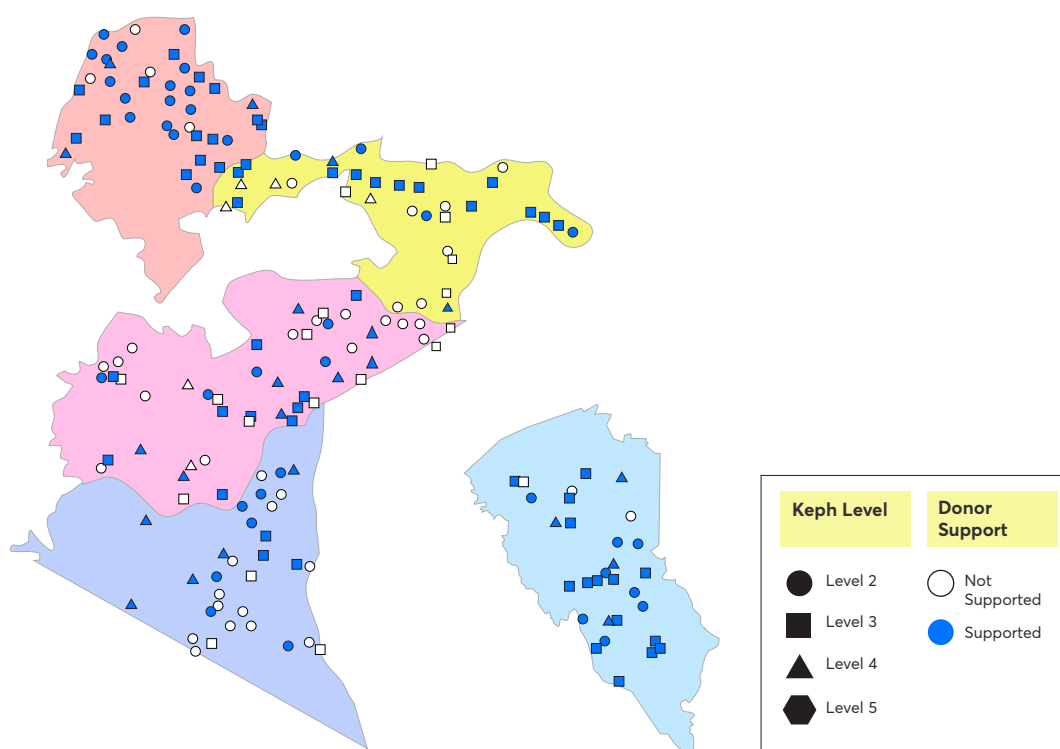 Keph Level
Donor
Support
Level 2
Level 3
Level 4
Level 5
Not
Supported
Supported